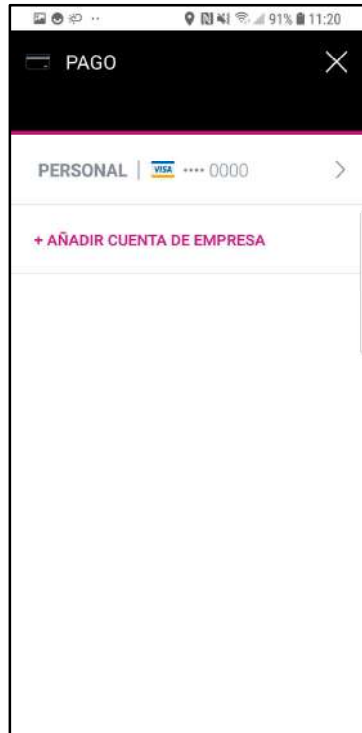 91% 11:20
PAGO
PERSONAL | VISA •••• 0000
+ AÑADIR CUENTA DE EMPRESA